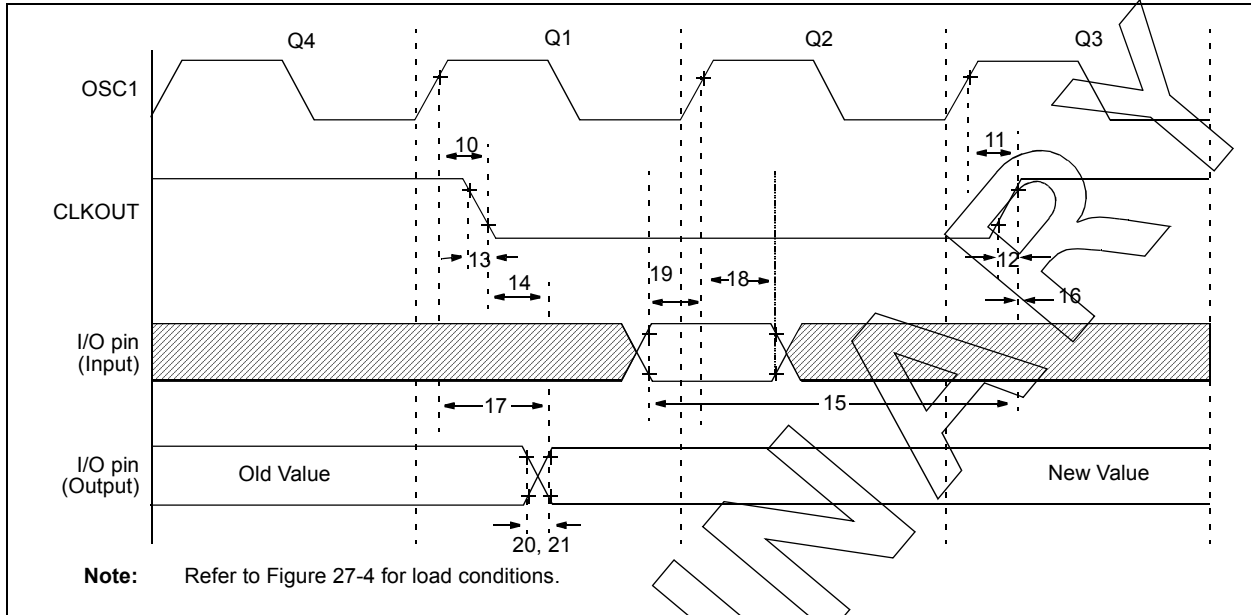 Q4 Q1 Q2 Q3
OSC1
10 11
CLKOUT
13 14 19 18 12 16
I/O pin
(Input)
17 15
I/O pin
(Output)
Old Value New Value
20, 21
Note: Refer to Figure 27-4 for load conditions.
INARY